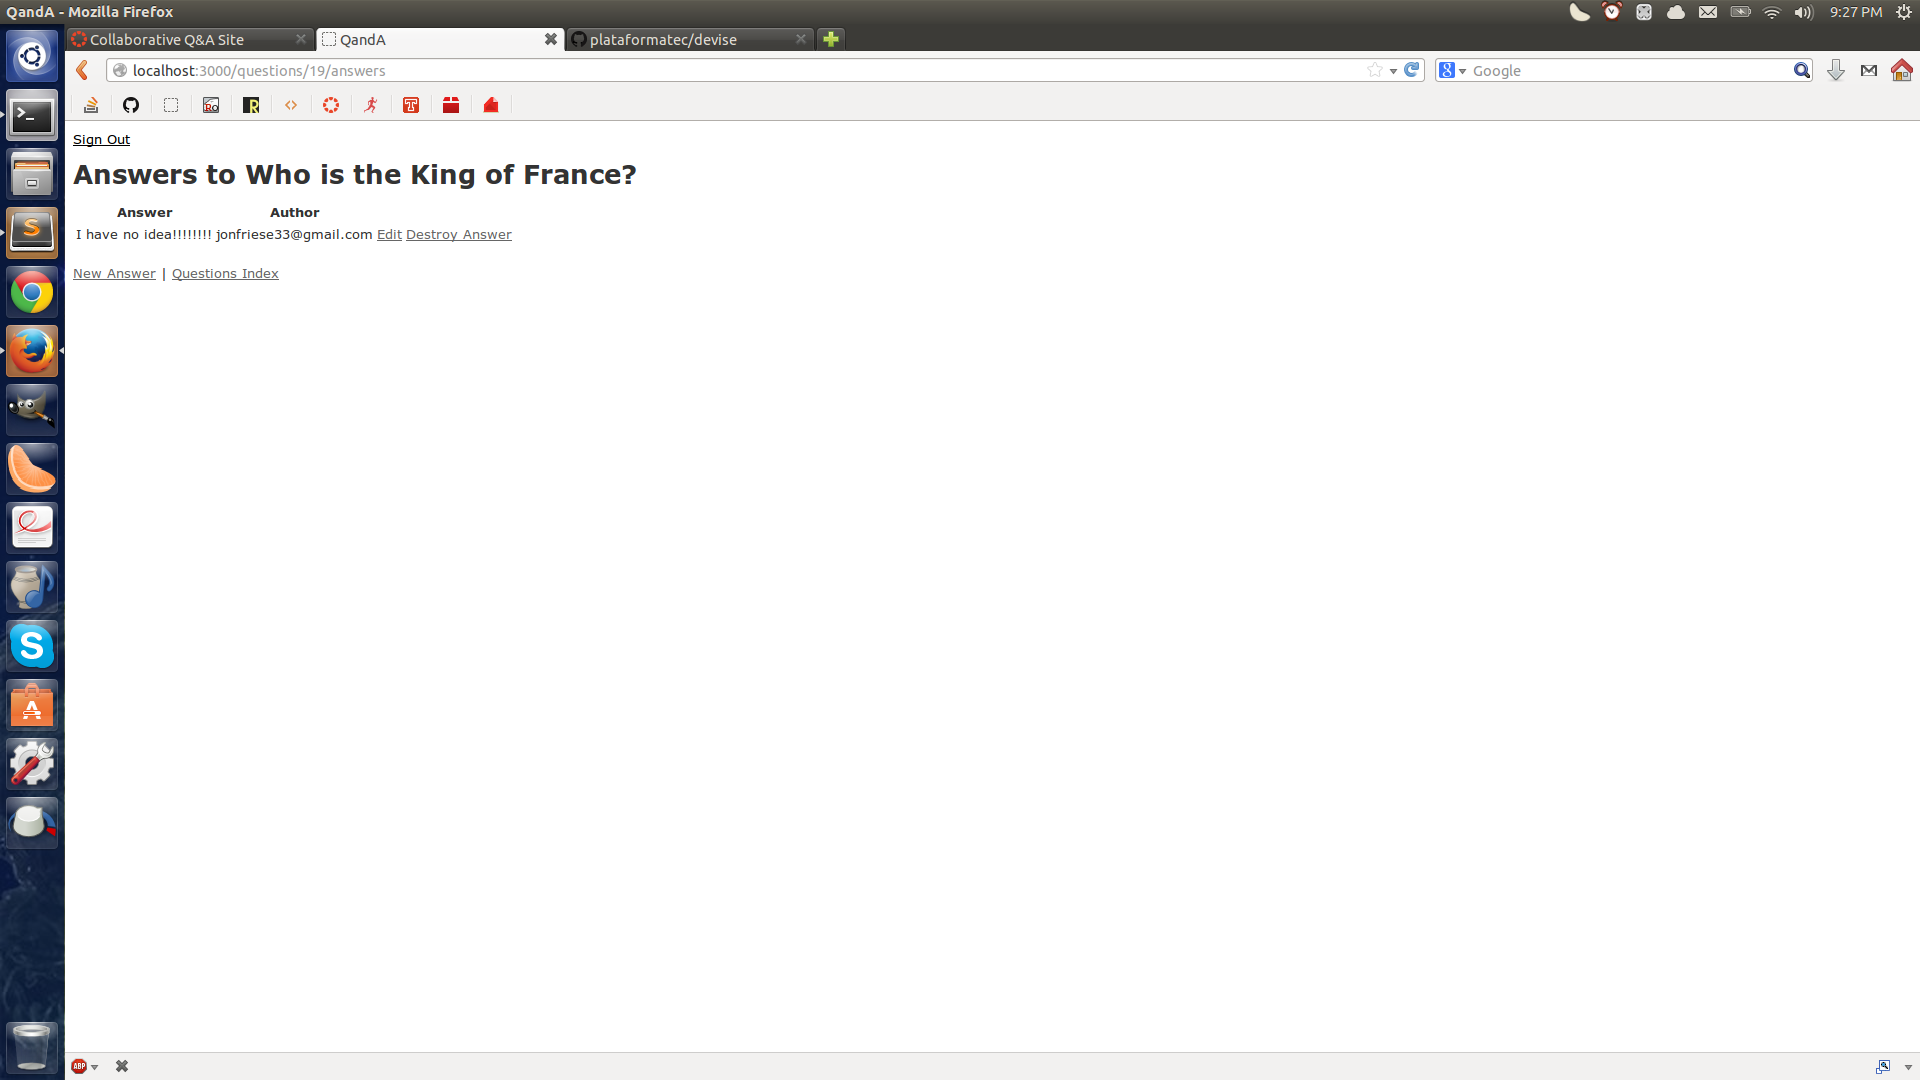 QandA - Mozilla Firefox
9:27 PM
Collaborative Q&A Site
QandA
plataformatec/devise
localhost:3000/questions/19/answers
Google
Sign Out
Answers to Who is the King of France?
Answer Author
I have no idea!!!!!!!! jonfriese33@gmail.com Edit Destroy Answer
New Answer | Questions Index
ABP